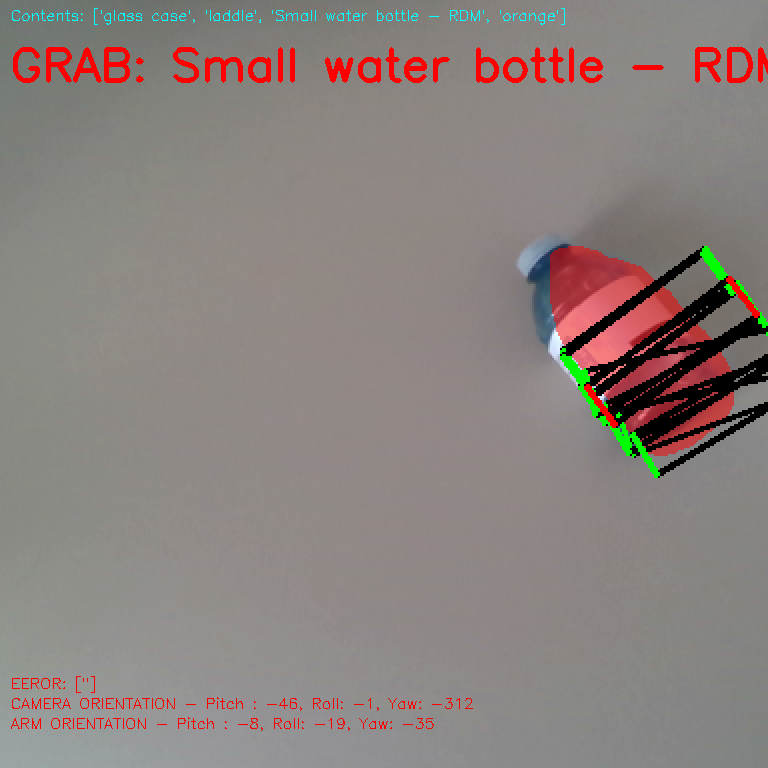 Contents: ['glass case', 'laddle', 'Small water bottle – RDM', 'orange']
GRAB: Small water bottle – RDM
EEROR: ['']
CAMERA ORIENTATION – Pitch : –46, Roll: –1, Yaw: –312
ARM ORIENTATION – Pitch : –8, Roll: –19, Yaw: –35